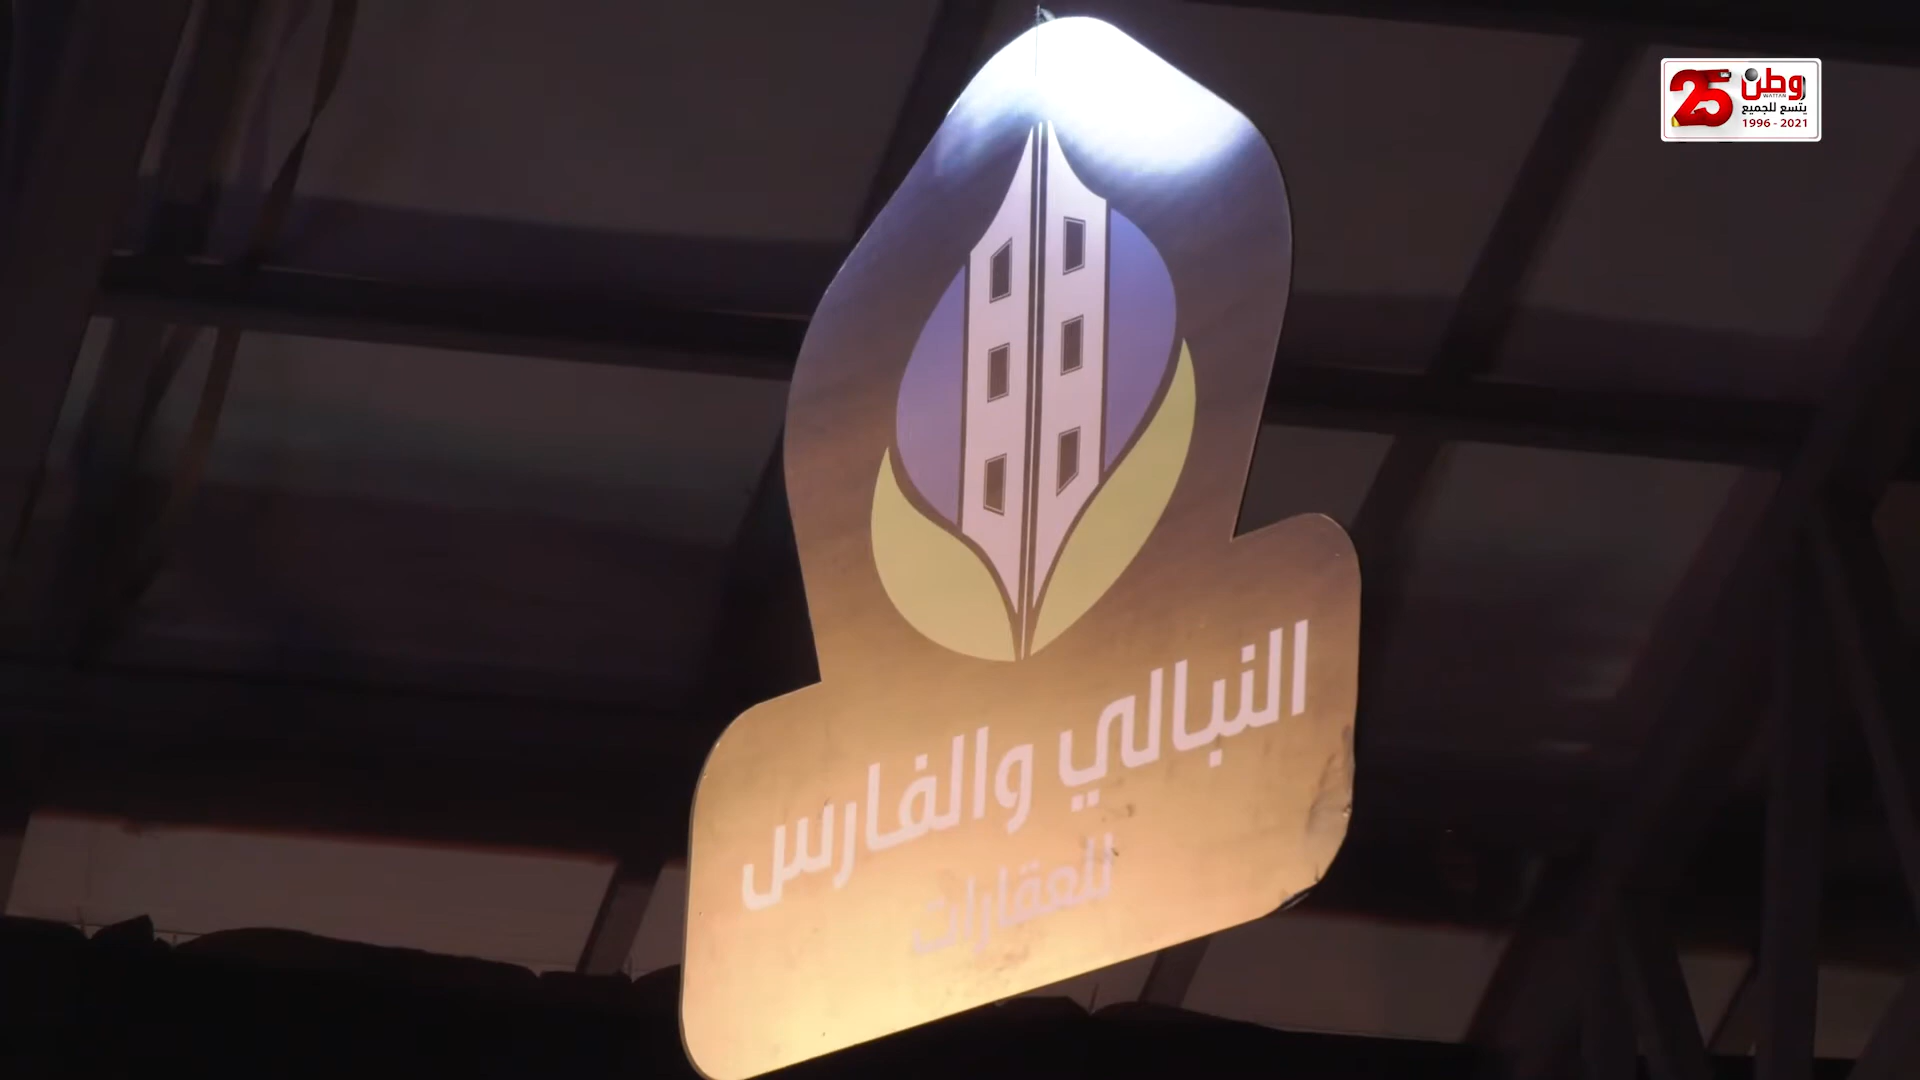 النبالي والفارس
للعقارات
25 وطن
WATTAN
يتسع للجميع
1996 - 2021